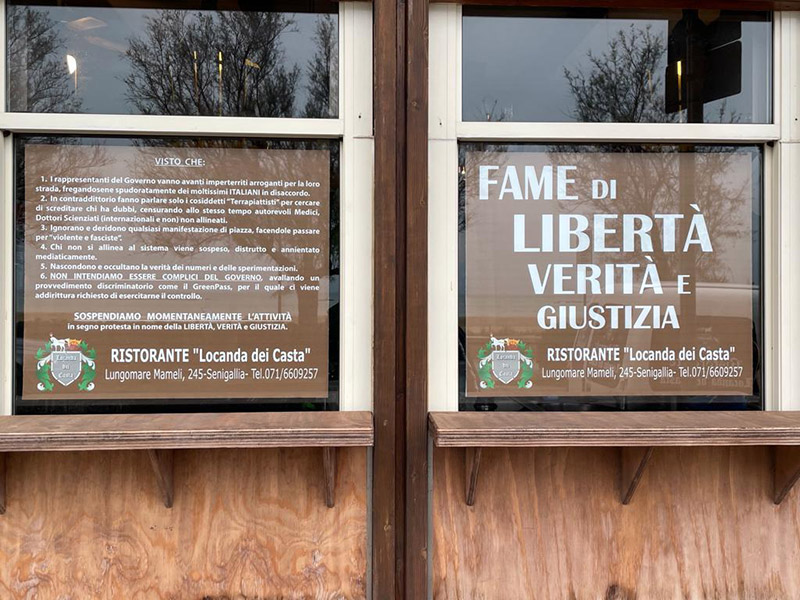 VISTO CHE:
1. I rappresentanti del Governo vanno avanti imperterriti arroganti per la loro
strada, fregandosene spudoratamente dei moltissimi ITALIANI in disaccordo.
2. In contraddittorio fanno parlare solo i cosiddetti "Terrapiattisti" per cercare
di screditare chi ha dubbi, censurando allo stesso tempo autorevoli Medici,
Dottori Scienziati (internazionali e non) non allineati.
3. Ignorano e deridono qualsiasi manifestazione di piazza, facendole passare
per "violente e fasciste".
4. Chi non si allinea al sistema viene sospeso, distrutto e annientato
mediaticamente.
5. Nascondono e occultano la verità dei numeri e delle sperimentazioni.
6. NON INTENDIAMO ESSERE COMPLICI DEL GOVERNO, avallando un
provvedimento discriminatorio come il GreenPass, per il quale ci viene
addirittura richiesto di esercitarne il controllo.
SOSPENDIAMO MOMENTANEAMENTE L'ATTIVITÀ
in segno protesta in nome della LIBERTÀ, VERITÀ e GIUSTIZIA.
Locanda
dei
Casta
RISTORANTE "Locanda dei Casta"
Lungomare Mameli, 245-Senigallia- Tel.071/6609257
FAME DI
LIBERTÀ
VERITÀ E
GIUSTIZIA
Locanda
dei
Casta
RISTORANTE "Locanda dei Casta"
Lungomare Mameli, 245-Senigallia- Tel.071/6609257